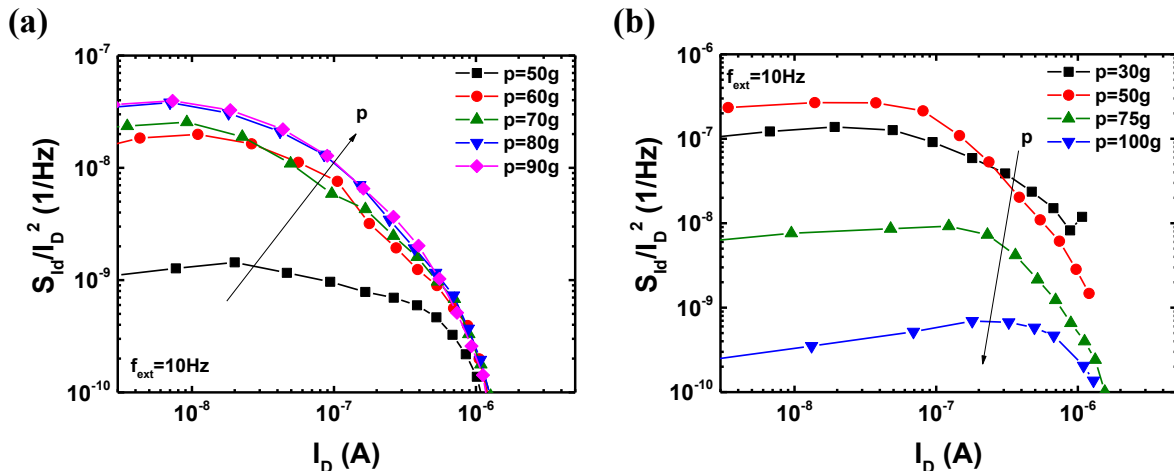 (a)
10^-7
10^-8
10^-9
10^-10
S_Id/I_D^2 (1/Hz)
p=50g
p=60g
p=70g
p=80g
p=90g
p
f_ext=10Hz
10^-8
10^-7
10^-6
I_D (A)
(b)
10^-6
10^-7
10^-8
10^-9
10^-10
S_Id/I_D^2 (1/Hz)
f_ext=10Hz
p=30g
p=50g
p=75g
p=100g
p
10^-8
10^-7
10^-6
I_D (A)